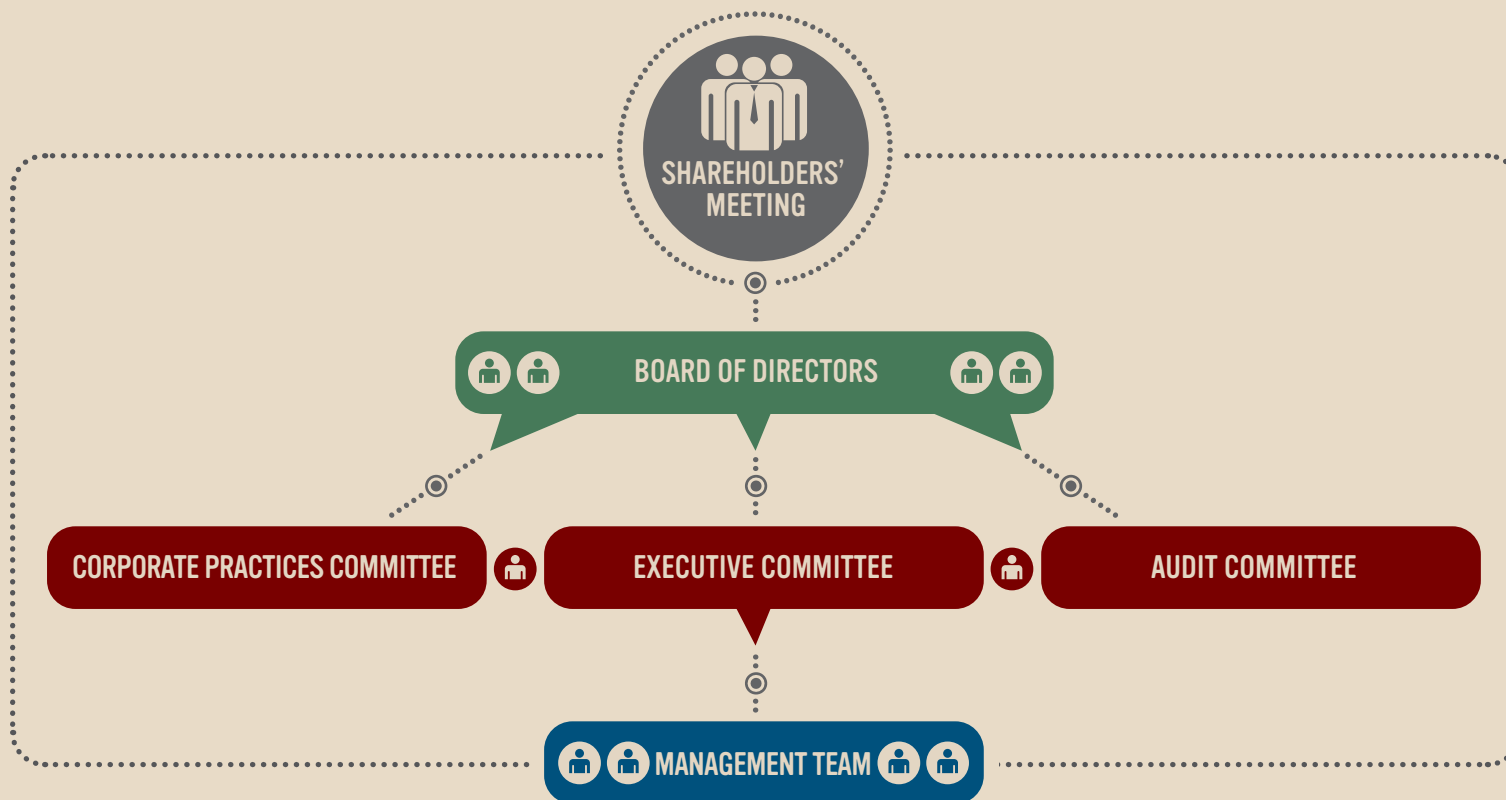 SHAREHOLDERS’
MEETING
BOARD OF DIRECTORS
CORPORATE PRACTICES COMMITTEE
EXECUTIVE COMMITTEE
AUDIT COMMITTEE
MANAGEMENT TEAM